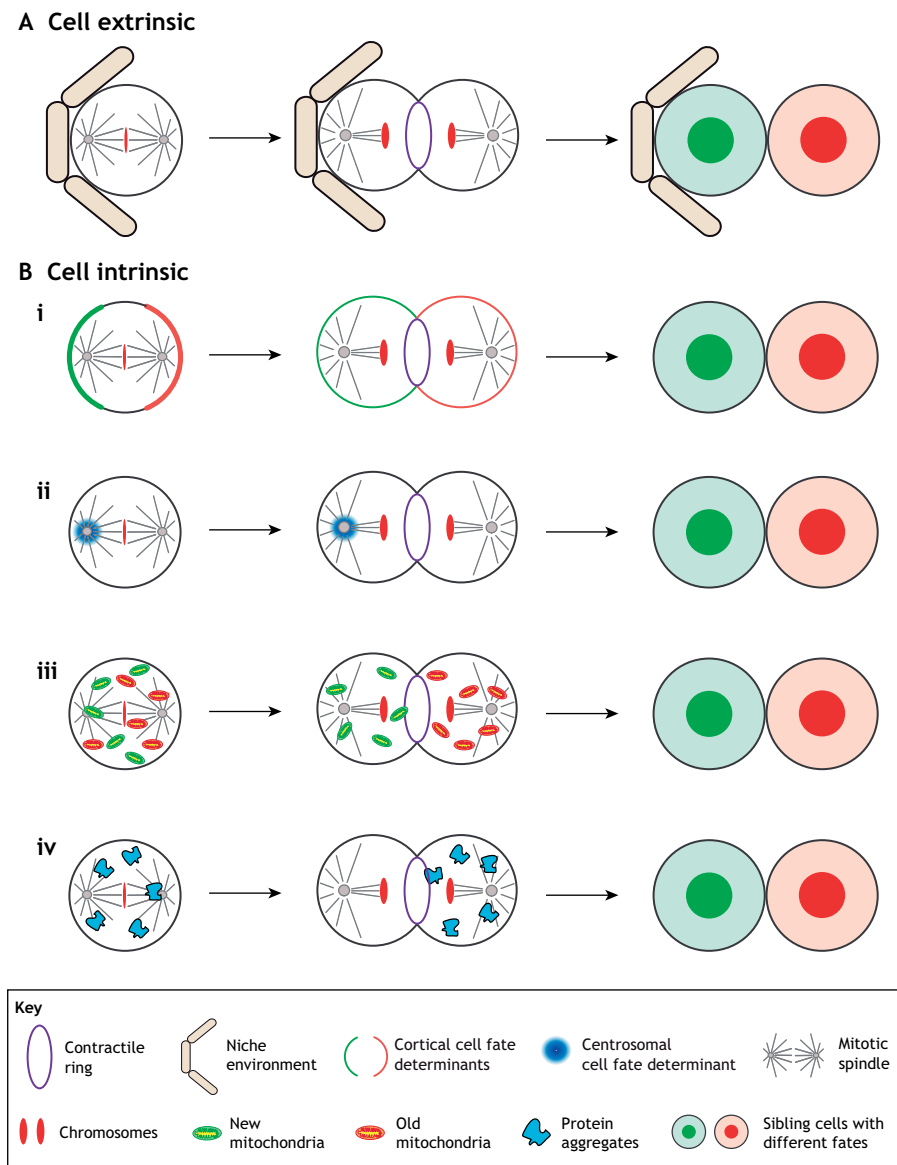 A Cell extrinsic
B Cell intrinsic
i
ii
iii
iv
Key
Contractile
ring
Niche
environment
Cortical cell fate
determinants
Centrosomal
cell fate determinant
Mitotic
spindle
Chromosomes
New
mitochondria
Old
mitochondria
Protein
aggregates
Sibling cells with
different fates